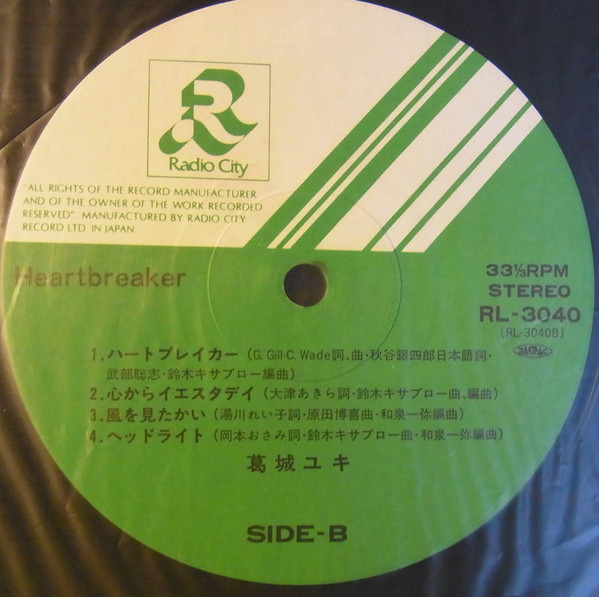 R
Radio City
"ALL RIGHTS OF THE RECORD MANUFACTURER
AND OF THE OWNER OF THE WORK RECORDED
RESERVED" MANUFACTURED BY RADIO CITY
RECORD LTD IN JAPAN
Heartbreaker
33⅓RPM
STEREO
RL-3040
(RL-3040B)
1.ハートブレイカー(G. Gill·C. Wade詞、曲・秋谷銀四郎日本語詞・
武部聡志・鈴木キサブロー編曲)
2.心からイエスタデイ(大津あきら詞・鈴木キサブロー曲、編曲)
3.風を見たかい(湯川れい子詞・原田博喜曲・和泉一弥編曲)
4.ヘッドライト(岡本おさみ詞・鈴木キサブロー曲・和泉一弥編曲)
葛城ユキ
SIDE-B